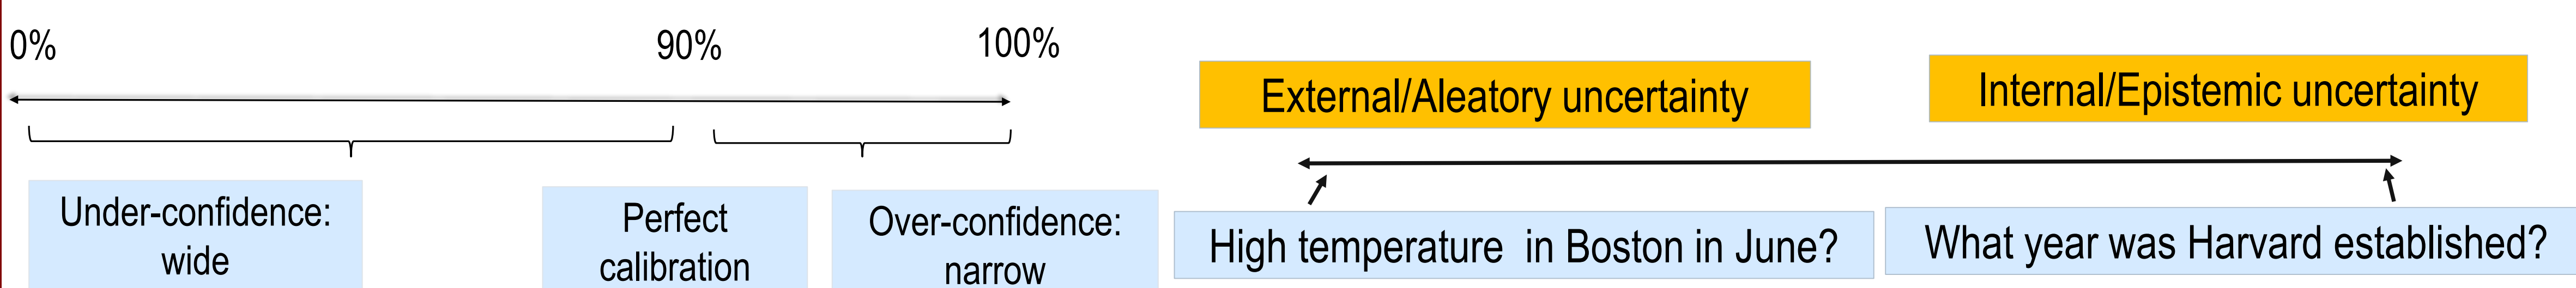 0%
90%
100%
Under-confidence:
wide
Perfect
calibration
Over-confidence:
narrow
External/Aleatory uncertainty
Internal/Epistemic uncertainty
High temperature in Boston in June?
What year was Harvard established?